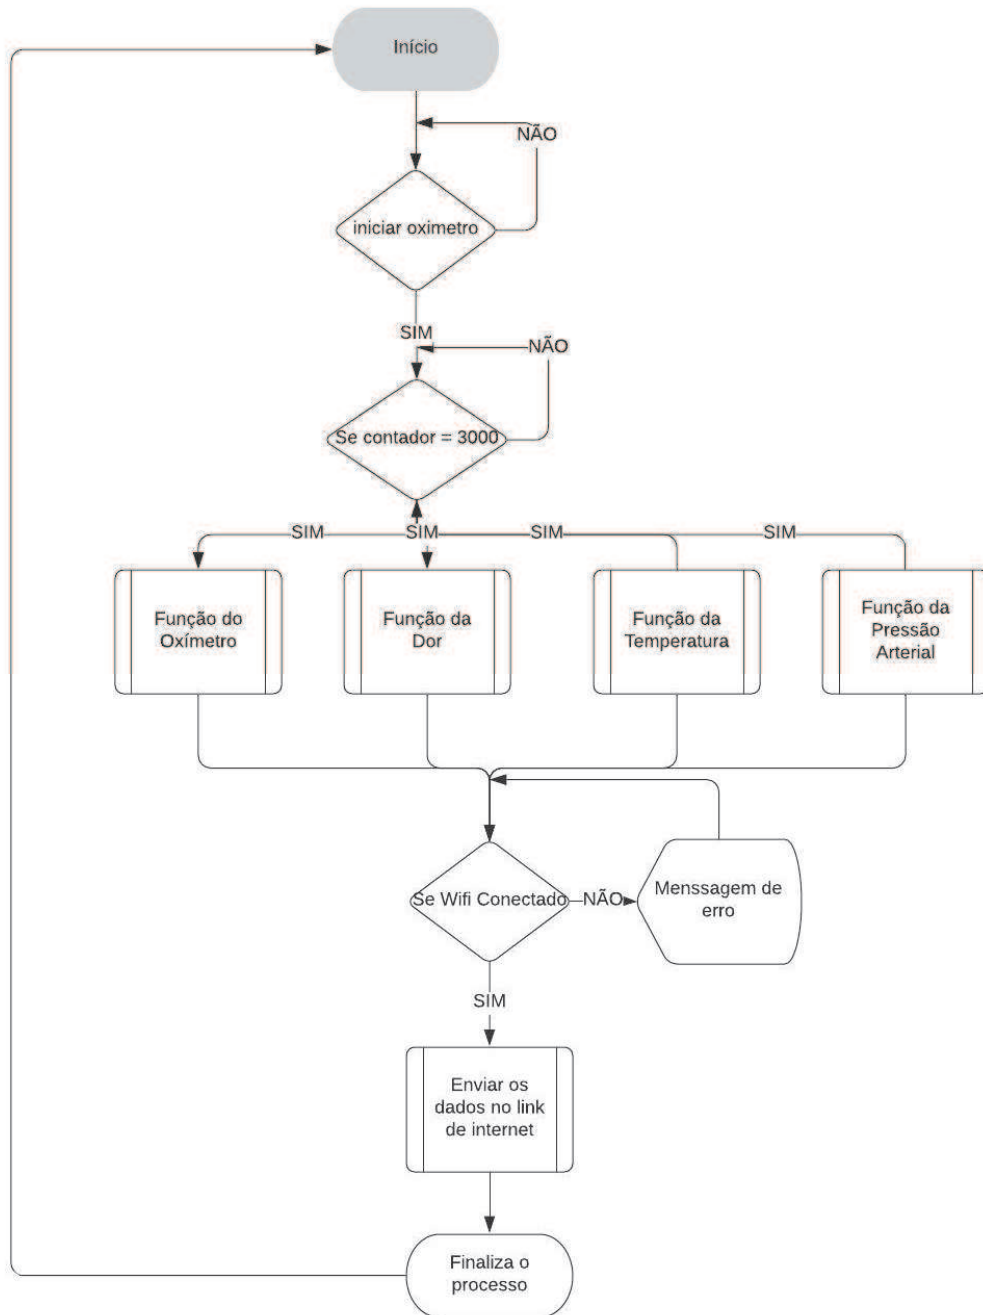 Início
NÃO
iniciar oximetro
SIM
NÃO
Se contador = 3000
SIM
SIM
SIM
SIM
Função do
Oxímetro
Função da
Dor
Função da
Temperatura
Função da
Pressão
Arterial
Se Wifi Conectado
NÃO
Menssagem de
erro
SIM
Enviar os
dados no link
de internet
Finaliza o
processo